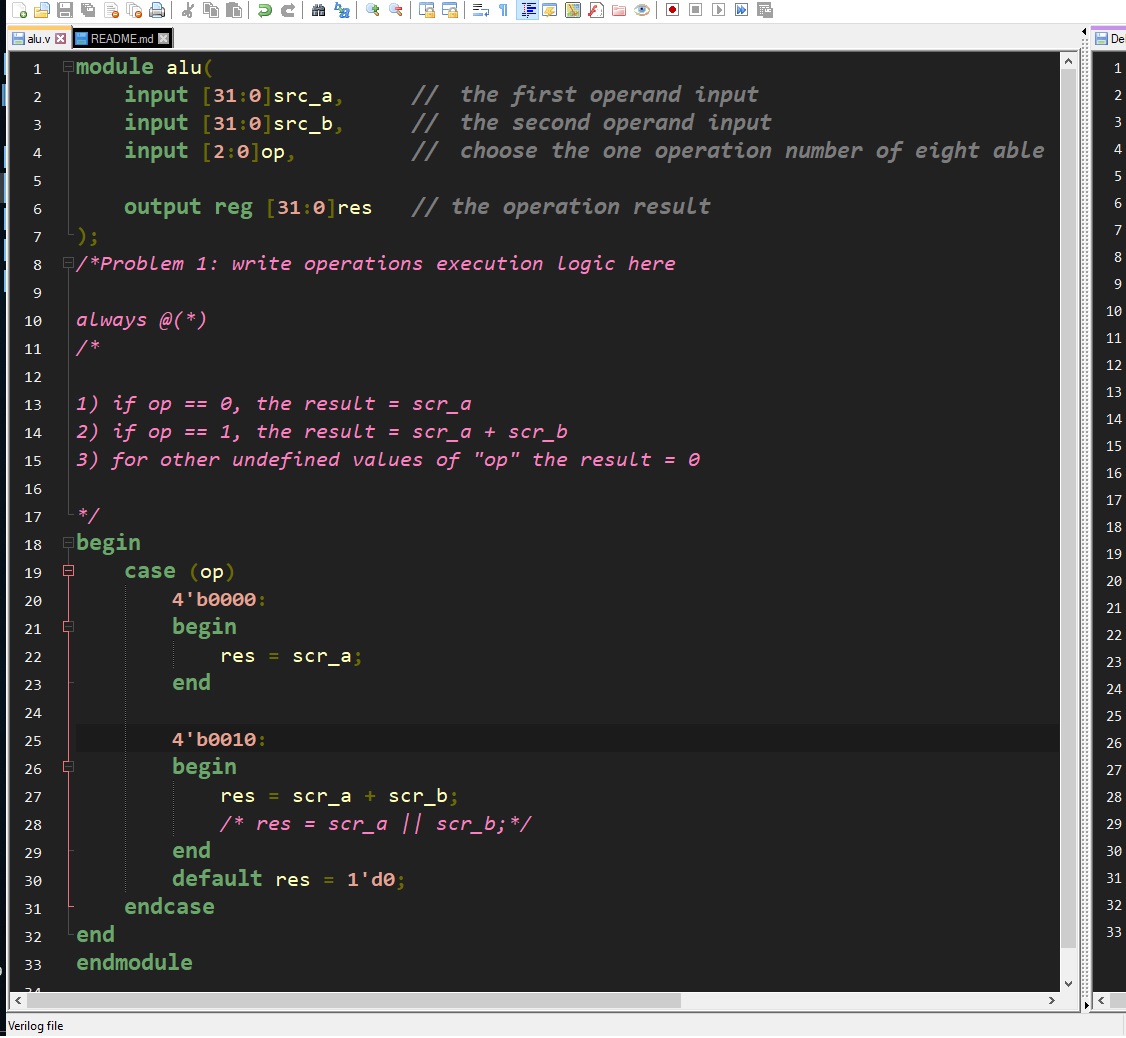 alu.v README.md De
1 module alu(
2 input [31:0]src_a, // the first operand input
3 input [31:0]src_b, // the second operand input
4 input [2:0]op, // choose the one operation number of eight able
5
6 output reg [31:0]res // the operation result
7 );
8 /*Problem 1: write operations execution logic here
9
10 always @(*)
11 /*
12
13 1) if op == 0, the result = scr_a
14 2) if op == 1, the result = scr_a + scr_b
15 3) for other undefined values of "op" the result = 0
16
17 */
18 begin
19 case (op)
20 4'b0000:
21 begin
22 res = scr_a;
23 end
24
25 4'b0010:
26 begin
27 res = scr_a + scr_b;
28 /* res = scr_a || scr_b;*/
29 end
30 default res = 1'd0;
31 endcase
32 end
33 endmodule
34
1
2
3
4
5
6
7
8
9
10
11
12
13
14
15
16
17
18
19
20
21
22
23
24
25
26
27
28
29
30
31
32
33
Verilog file